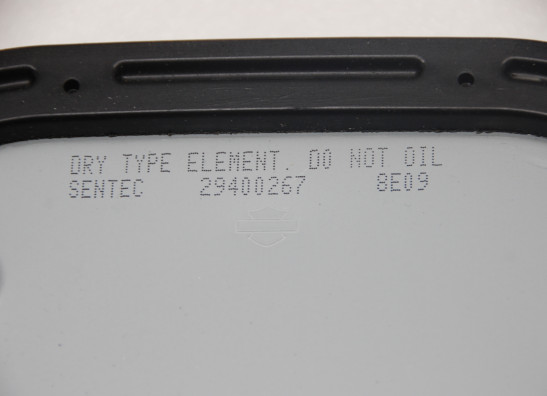 DRY TYPE ELEMENT. DO NOT OIL
SENTEC 29400267 8E09